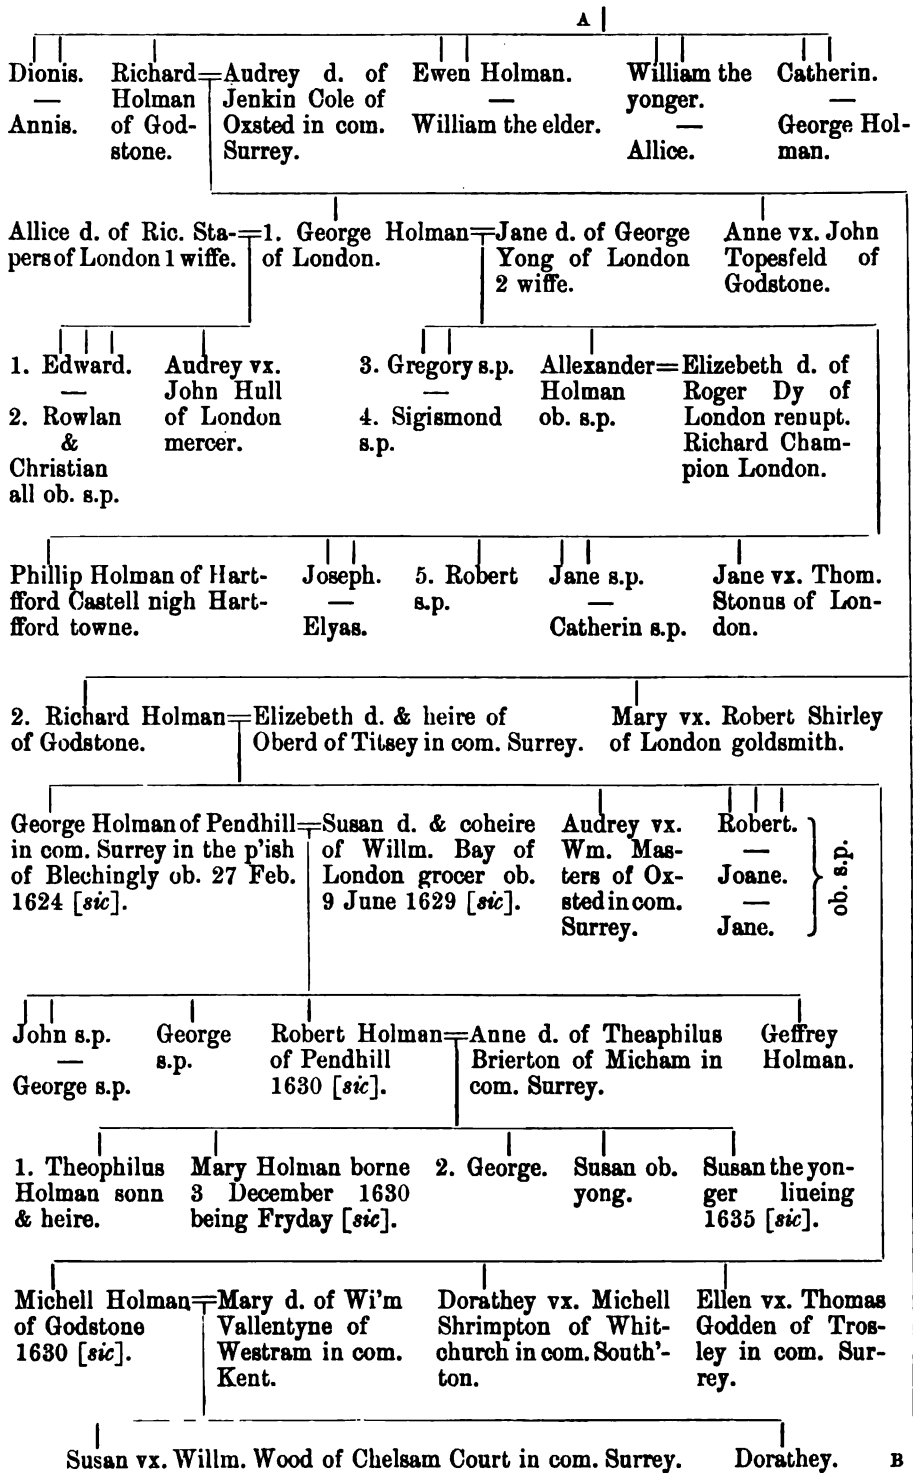 A
Dionis. Richard Audrey d. of Ewen Holman. William the Catherin.
— Holman Jenkin Cole of — yonger. —
Annis. of God- Oxsted in com. William the elder. — George Hol-
stone. Surrey. Allice. man.
Allice d. of Ric. Sta- 1. George Holman Jane d. of George Anne vx. John
pers of London 1 wiffe. of London. Yong of London Topesfeld of
2 wiffe. Godstone.
1. Edward. Audrey vx. 3. Gregory s.p. Allexander=Elizebeth d. of
— John Hull — Holman Roger Dy of
2. Rowlan of London 4. Sigismond ob. s.p. London renupt.
& mercer. s.p. Richard Cham-
Christian pion London.
all ob. s.p.
Phillip Holman of Hart- Joseph. 5. Robert Jane s.p. Jane vx. Thom.
fford Castell nigh Hart- — s.p. — Stonus of Lon-
fford towne. Elyas. Catherin s.p. don.
2. Richard Holman Elizebeth d. & heire of Mary vx. Robert Shirley
of Godstone. Oberd of Titsey in com. Surrey. of London goldsmith.
George Holman of Pendhill Susan d. & coheire Audrey vx. Robert.
in com. Surrey in the p'ish of Willm. Bay of Wm. Mas- —
of Blechingly ob. 27 Feb. London grocer ob. ters of Ox- Joane. ob. s.p.
1624 [sic]. 9 June 1629 [sic]. sted in com. —
Surrey. Jane.
John s.p. George Robert Holman Anne d. of Theaphilus Geffrey
— s.p. of Pendhill Brierton of Micham in Holman.
George s.p. 1630 [sic]. com. Surrey.
1. Theophilus Mary Holman borne 2. George. Susan ob. Susan the yon-
Holman sonn 3 December 1630 yong. ger liueing
& heire. being Fryday [sic]. 1635 [sic].
Michell Holman Mary d. of Wi'm Dorathey vx. Michell Ellen vx. Thomas
of Godstone Vallentyne of Shrimpton of Whit- Godden of Tros-
1630 [sic]. Westram in com. church in com. South'- ley in com. Sur-
Kent. ton. rey.
Susan vx. Willm. Wood of Chelsam Court in com. Surrey. Dorathey. B